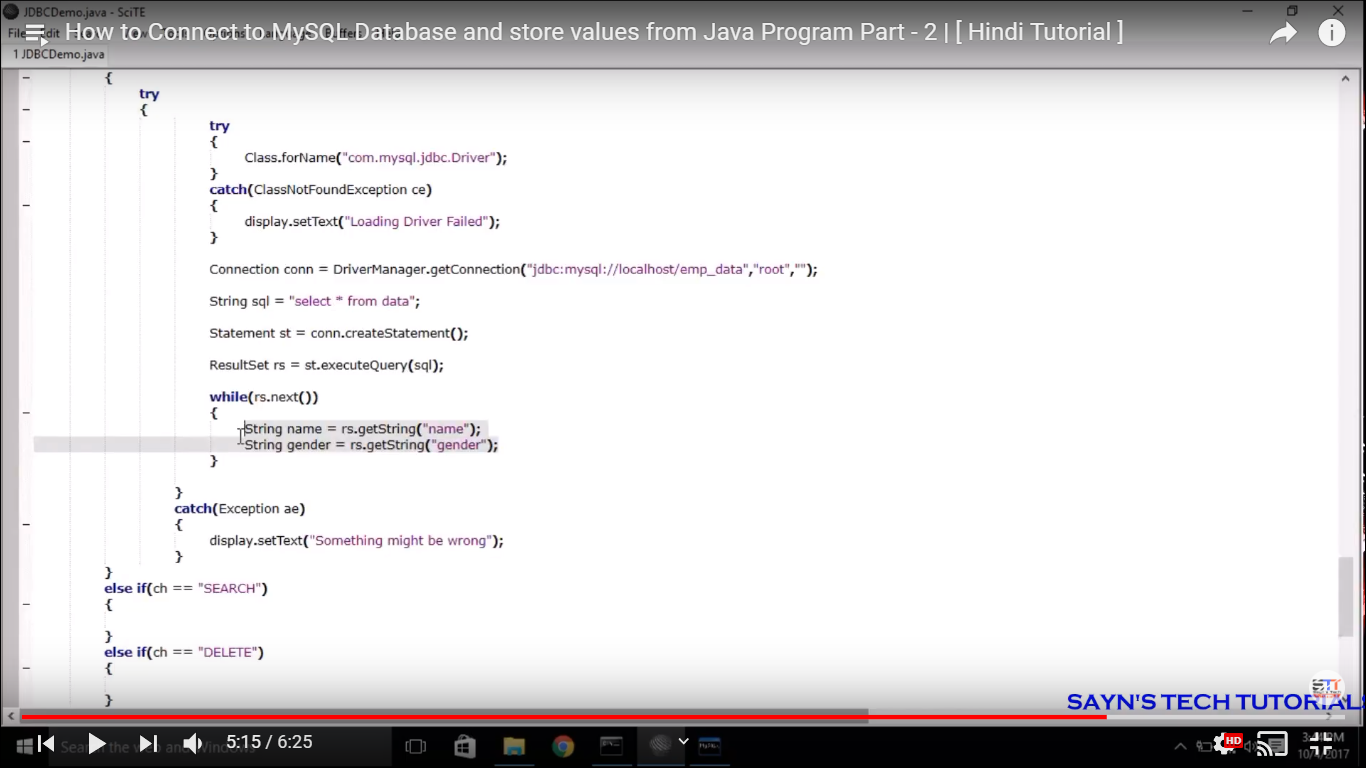 JDBCDemo.java - SciTE
How to Connect to MySQL Database and store values from Java Program Part - 2 | [ Hindi Tutorial ]
1 JDBCDemo.java
{
try
{
try
{
Class.forName("com.mysql.jdbc.Driver");
}
catch(ClassNotFoundException ce)
{
display.setText("Loading Driver Failed");
}
Connection conn = DriverManager.getConnection("jdbc:mysql://localhost/emp_data","root","");
String sql = "select * from data";
Statement st = conn.createStatement();
ResultSet rs = st.executeQuery(sql);
while(rs.next())
{
String name = rs.getString("name");
String gender = rs.getString("gender");
}
}
catch(Exception ae)
{
display.setText("Something might be wrong");
}
}
else if(ch == "SEARCH")
{
}
else if(ch == "DELETE")
{
}
SAYN'S TECH TUTORIALS
5:15 / 6:25
HD
10/4/2017